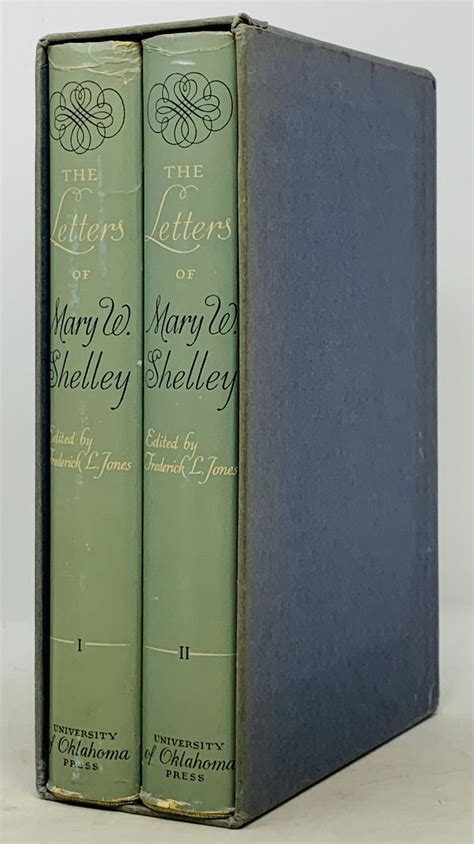 THE
Letters
OF
Mary W.
Shelley
Edited by
Frederick L. Jones
I
UNIVERSITY
of Oklahoma
PRESS
THE
Letters
OF
Mary W.
Shelley
Edited by
Frederick L. Jones
II
UNIVERSITY
of Oklahoma
PRESS